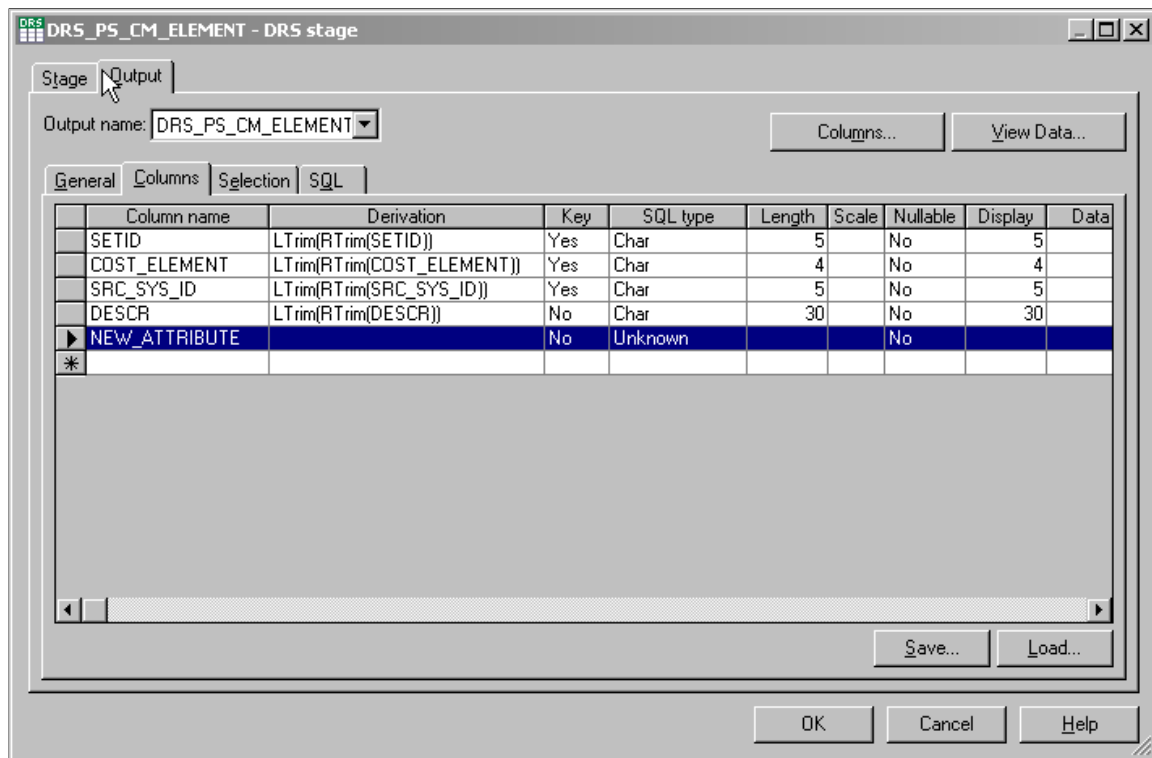 DRS DRS_PS_CM_ELEMENT - DRS stage
Stage Output
Output name: DRS_PS_CM_ELEMENT Columns... View Data...
General Columns Selection SQL
Column name Derivation Key SQL type Length Scale Nullable Display Data
SETID LTrim(RTrim(SETID)) Yes Char 5 No 5
COST_ELEMENT LTrim(RTrim(COST_ELEMENT)) Yes Char 4 No 4
SRC_SYS_ID LTrim(RTrim(SRC_SYS_ID)) Yes Char 5 No 5
DESCR LTrim(RTrim(DESCR)) No Char 30 No 30
NEW_ATTRIBUTE No Unknown No
Save... Load...
OK Cancel Help